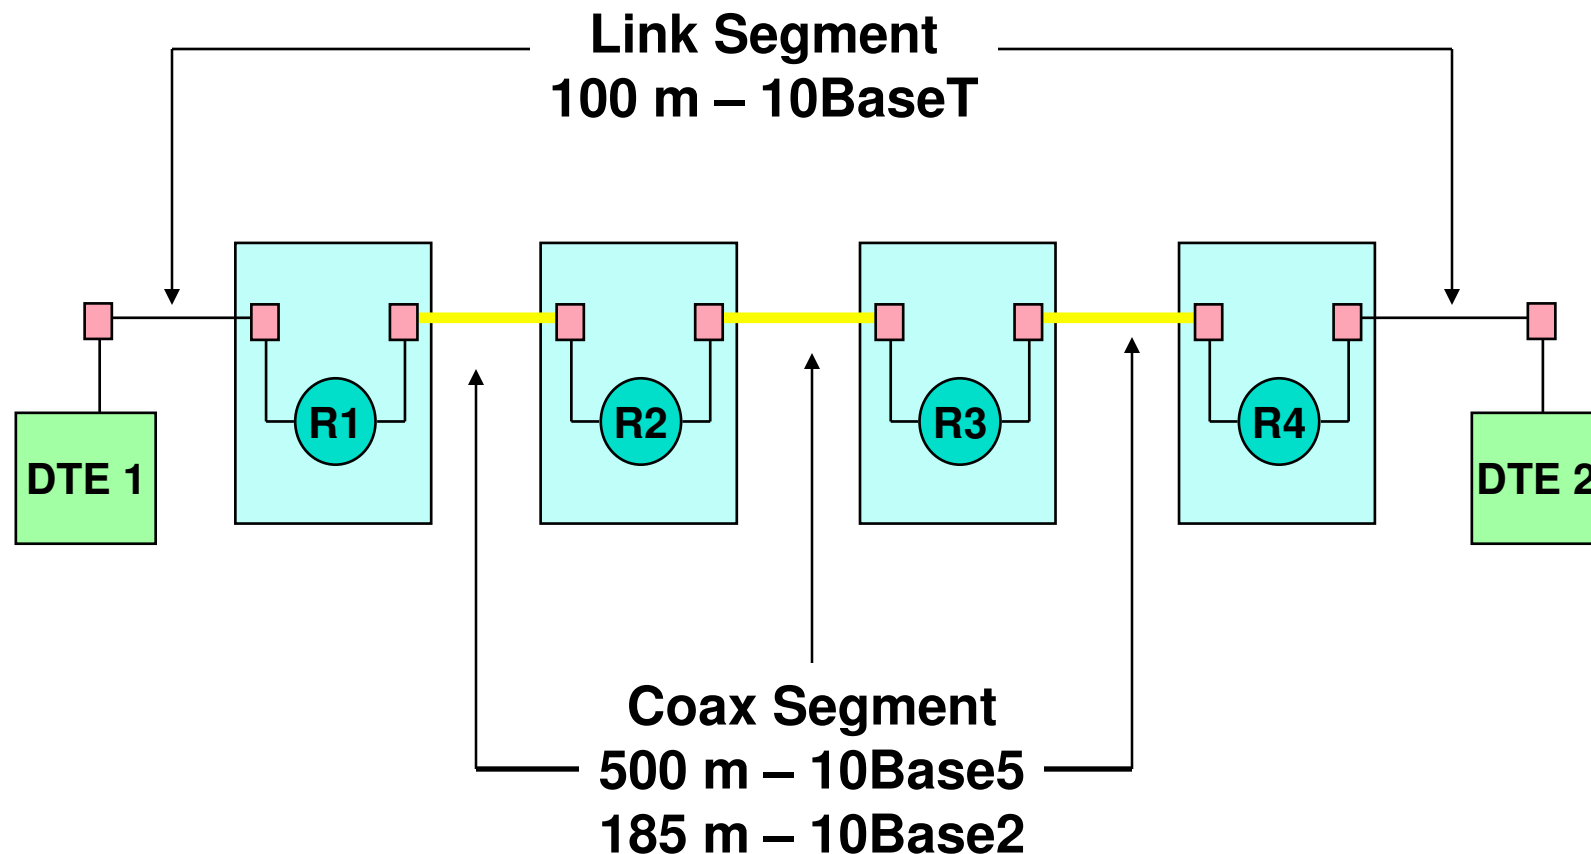 Link Segment
100 m – 10BaseT
R1
R2
R3
R4
DTE 1
DTE 2
Coax Segment
500 m – 10Base5
185 m – 10Base2